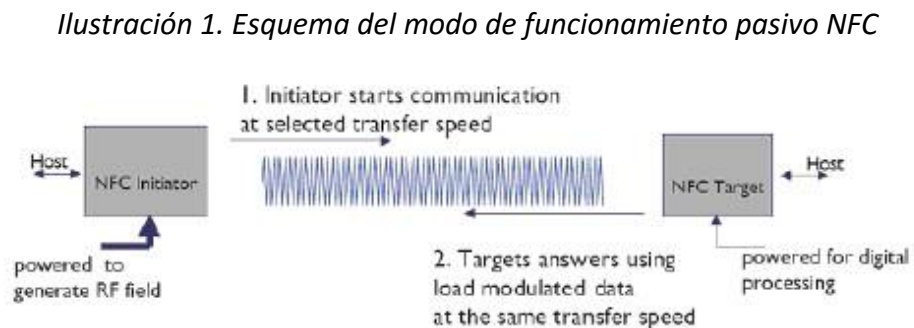 Ilustración 1. Esquema del modo de funcionamiento pasivo NFC
1. Initiator starts communication
at selected transfer speed
Host
NFC Initiator
NFC Target
Host
powered to
generate RF field
2. Targets answers using
load modulated data
at the same transfer speed
powered for digital
processing